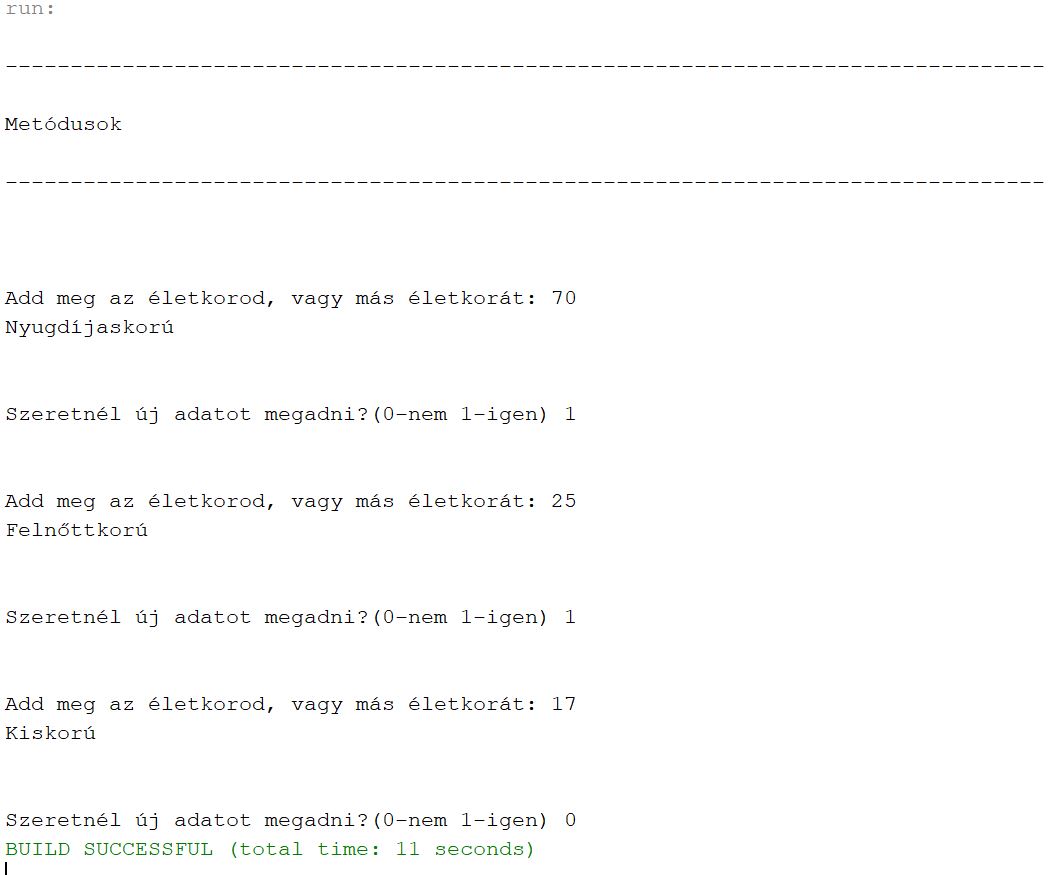 run:
--------------------------------------------------------------------------------
Metódusok
--------------------------------------------------------------------------------
Add meg az életkorod, vagy más életkorát: 70
Nyugdíjaskorú
Szeretnél új adatot megadni?(0-nem 1-igen) 1
Add meg az életkorod, vagy más életkorát: 25
Felnőttkorú
Szeretnél új adatot megadni?(0-nem 1-igen) 1
Add meg az életkorod, vagy más életkorát: 17
Kiskorú
Szeretnél új adatot megadni?(0-nem 1-igen) 0
BUILD SUCCESSFUL (total time: 11 seconds)